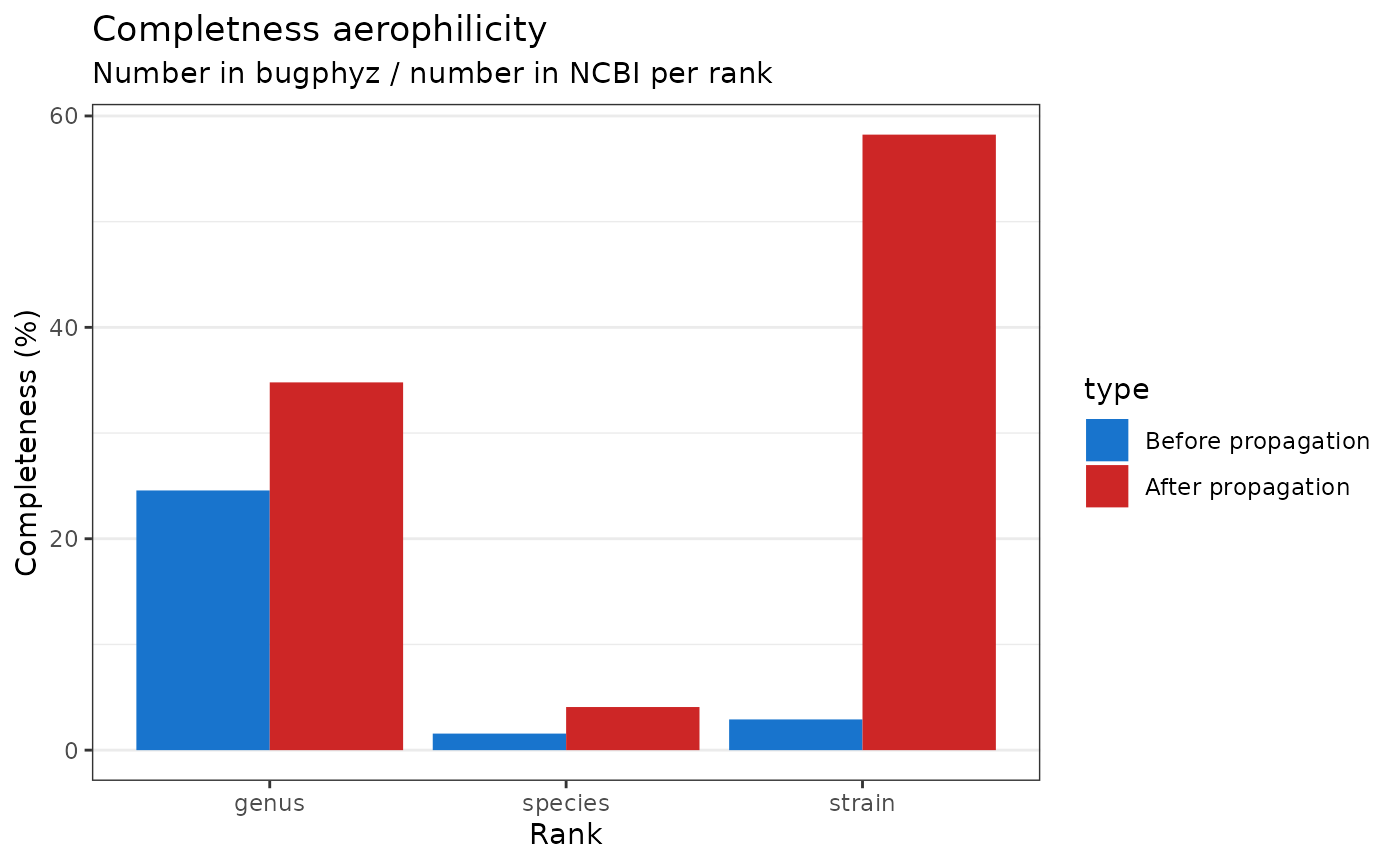 Completness aerophilicity
Number in bugphyz / number in NCBI per rank
Completeness (%)
60
40
20
0
genus species strain
Rank
type
Before propagation
After propagation